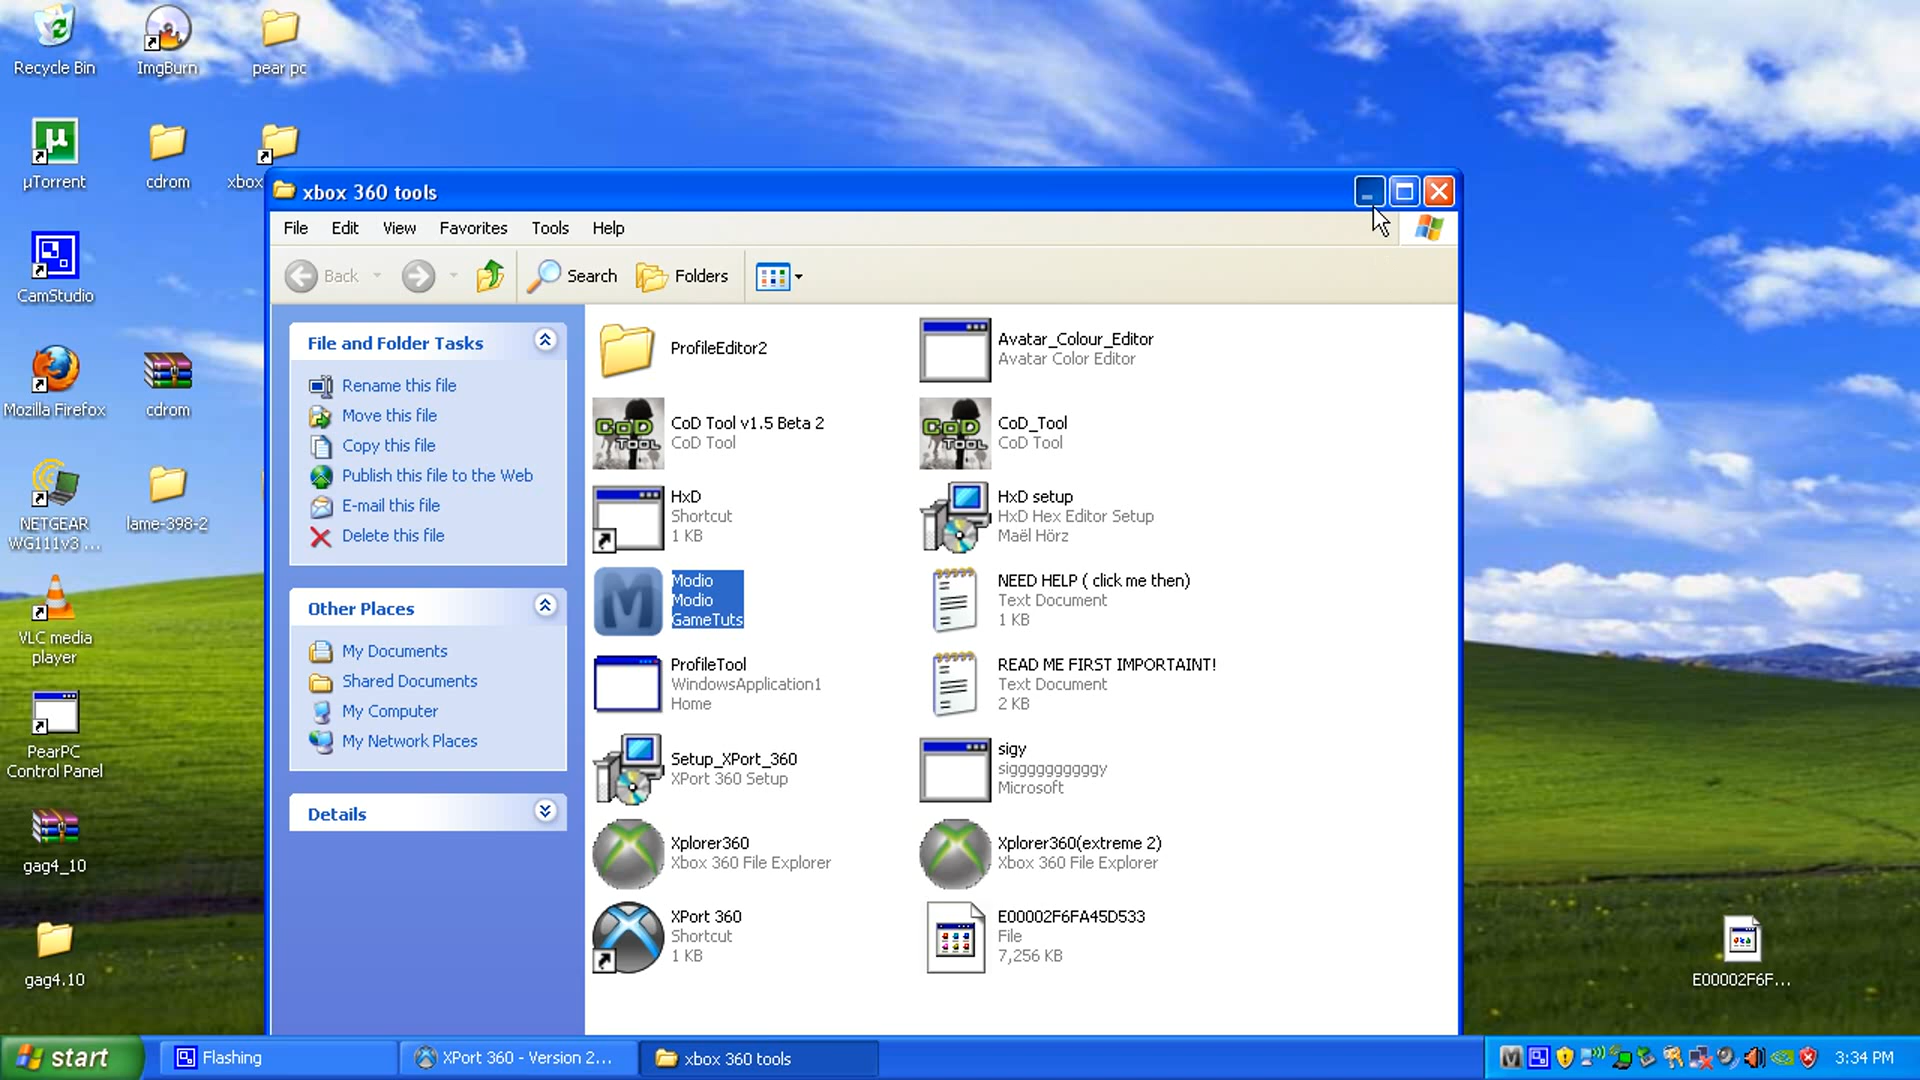 Recycle Bin
ImgBurn
pear pc
µTorrent
cdrom
xbox
CamStudio
Mozilla Firefox
cdrom
NETGEAR
WG111v3 ...
lame-398-2
VLC media
player
PearPC
Control Panel
gag4_10
gag4.10
xbox 360 tools
File
Edit
View
Favorites
Tools
Help
Back
Search
Folders
File and Folder Tasks
Rename this file
Move this file
Copy this file
Publish this file to the Web
E-mail this file
Delete this file
Other Places
My Documents
Shared Documents
My Computer
My Network Places
Details
ProfileEditor2
Avatar_Colour_Editor
Avatar Color Editor
CoD Tool v1.5 Beta 2
CoD Tool
CoD_Tool
CoD Tool
HxD
Shortcut
1 KB
HxD setup
HxD Hex Editor Setup
Maël Hörz
Modio
Modio
GameTuts
NEED HELP ( click me then)
Text Document
1 KB
ProfileTool
WindowsApplication1
Home
READ ME FIRST IMPORTAINT!
Text Document
2 KB
Setup_XPort_360
XPort 360 Setup
sigy
siggggggggggy
Microsoft
Xplorer360
Xbox 360 File Explorer
Xplorer360(extreme 2)
Xbox 360 File Explorer
XPort 360
Shortcut
1 KB
E00002F6FA45D533
File
7,256 KB
E00002F6F...
start
Flashing
XPort 360 - Version 2...
xbox 360 tools
3:34 PM